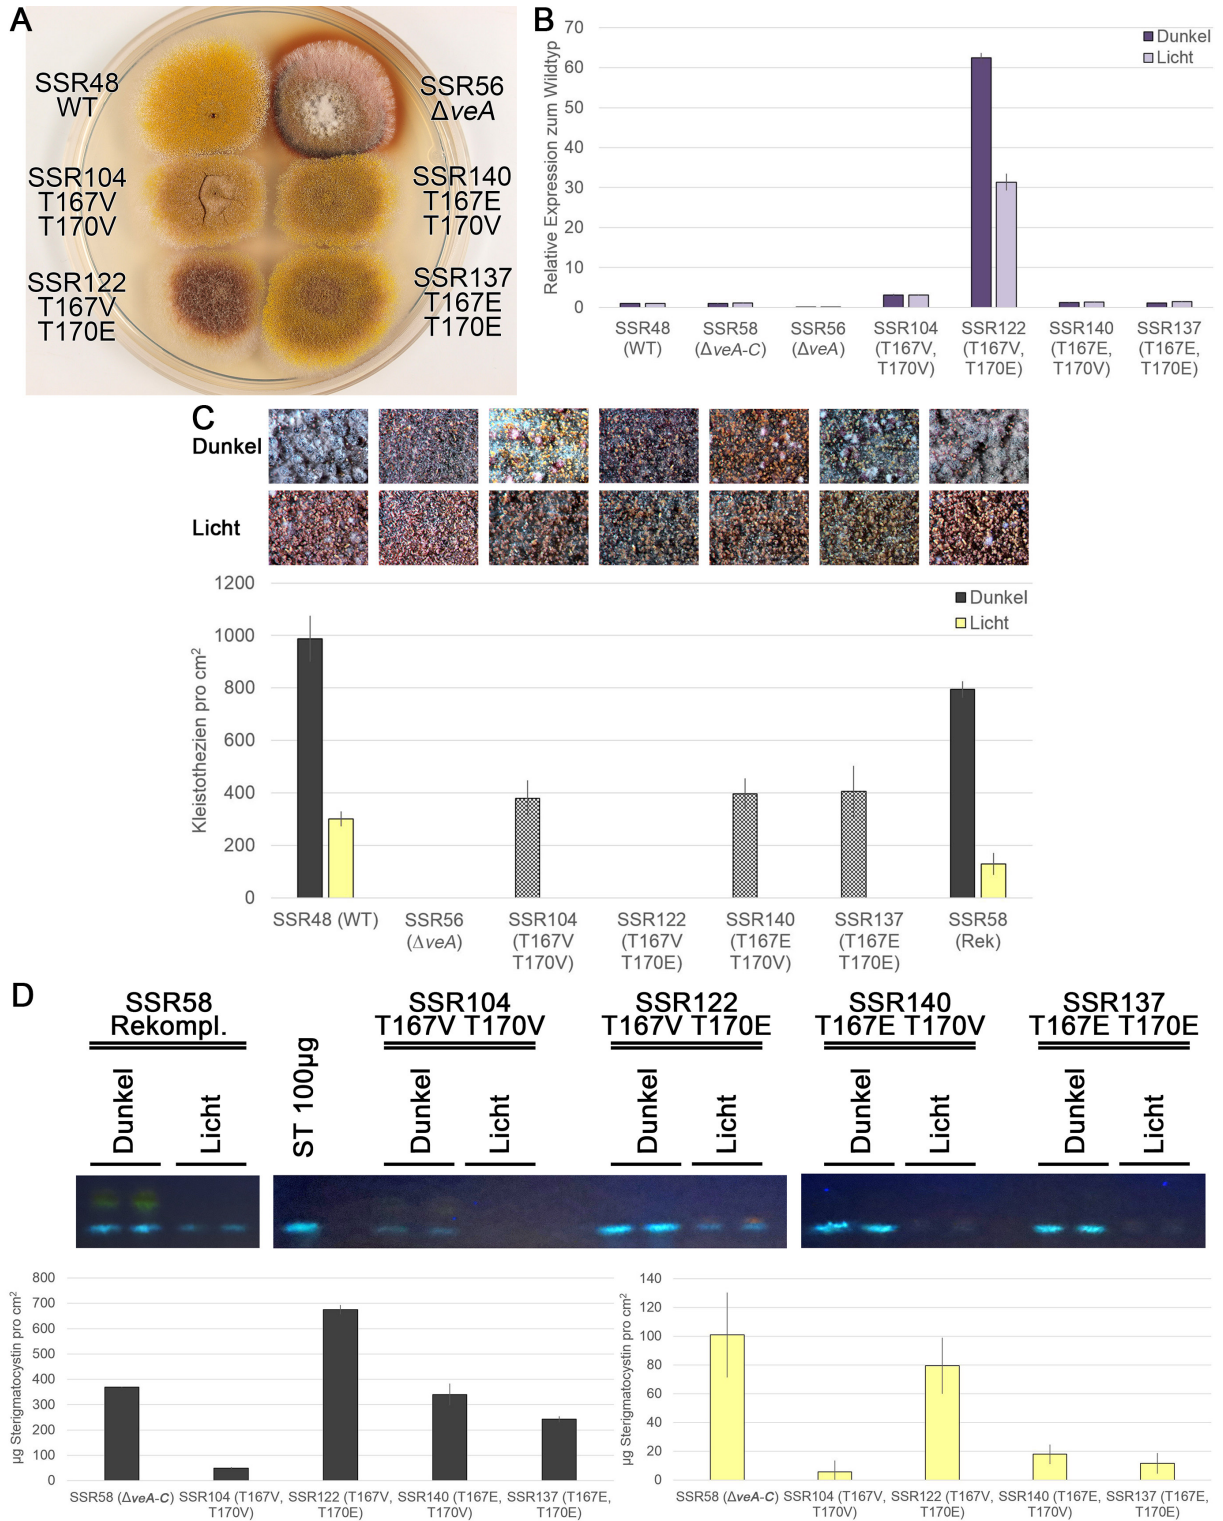 A
SSR48
WT
SSR56
ΔveA
SSR104
T167V
T170V
SSR140
T167E
T170V
SSR122
T167V
T170E
SSR137
T167E
T170E
B
Relative Expression zum Wildtyp
70
60
50
40
30
20
10
0
Dunkel
Licht
SSR48
(WT)
SSR58
(ΔveA-C)
SSR56
(ΔveA)
SSR104
(T167V,
T170V)
SSR122
(T167V,
T170E)
SSR140
(T167E,
T170V)
SSR137
(T167E,
T170E)
C
Dunkel
Licht
Kleistothezien pro cm²
1200
1000
800
600
400
200
0
Dunkel
Licht
SSR48 (WT)
SSR56
(ΔveA)
SSR104
(T167V
T170V)
SSR122
(T167V
T170E)
SSR140
(T167E
T170V)
SSR137
(T167E
T170E)
SSR58
(Rek)
D
SSR58
Rekompl.
Dunkel
Licht
ST 100µg
SSR104
T167V T170V
Dunkel
Licht
SSR122
T167V T170E
Dunkel
Licht
SSR140
T167E T170V
Dunkel
Licht
SSR137
T167E T170E
Dunkel
Licht
µg Sterigmatocystin pro cm²
800
700
600
500
400
300
200
100
0
SSR58 (ΔveA-C)
SSR104 (T167V,
T170V)
SSR122 (T167V,
T170E)
SSR140 (T167E,
T170V)
SSR137 (T167E,
T170E)
µg Sterigmatocystin pro cm²
140
120
100
80
60
40
20
0
SSR58 (ΔveA-C)
SSR104 (T167V,
T170V)
SSR122 (T167V,
T170E)
SSR140 (T167E,
T170V)
SSR137 (T167E,
T170E)